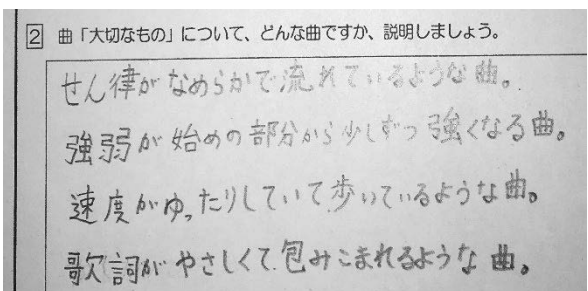 2 曲「大切なもの」について、どんな曲ですか、説明しましょう。
せん律がなめらかで流れているような曲。
強弱が始めの部分から少しずつ強くなる曲。
速度がゆったりしていて歩いているような曲。
歌詞がやさしくて包みこまれるような曲。